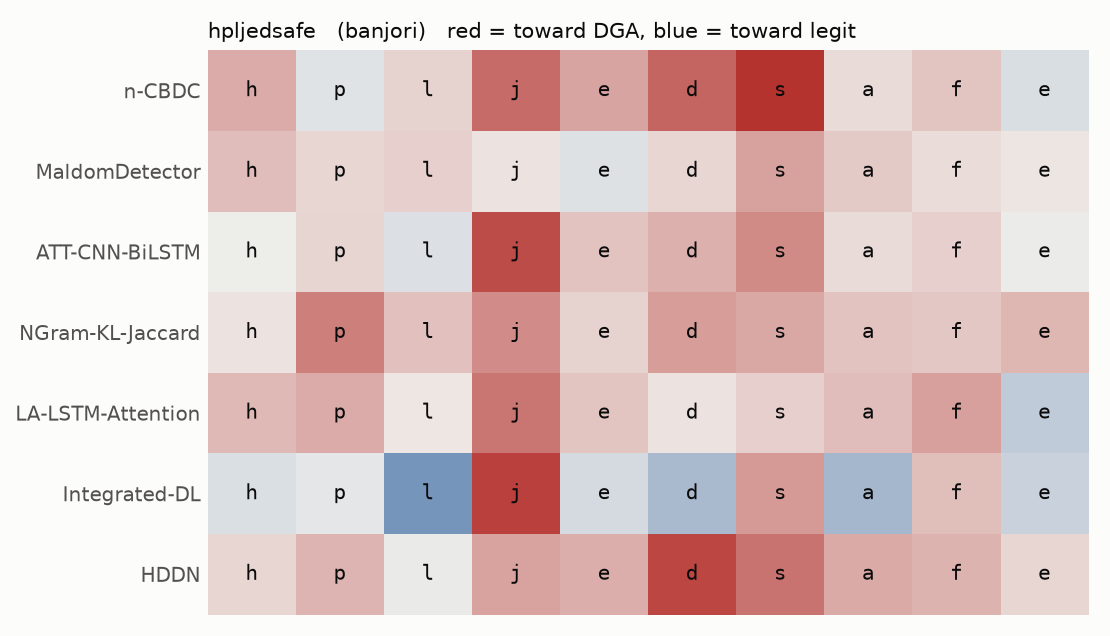 hpljedsafe (banjori) red = toward DGA, blue = toward legit
n-CBDC h p l j e d s a f e
MaldomDetector h p l j e d s a f e
ATT-CNN-BiLSTM h p l j e d s a f e
NGram-KL-Jaccard h p l j e d s a f e
LA-LSTM-Attention h p l j e d s a f e
Integrated-DL h p l j e d s a f e
HDDN h p l j e d s a f e